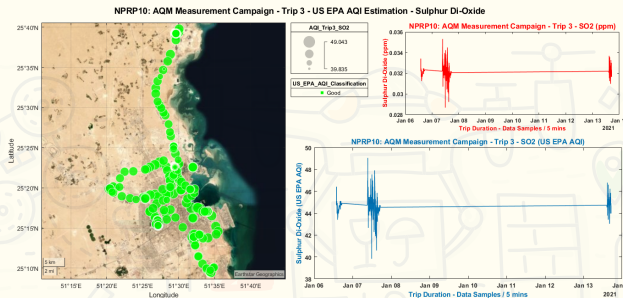 NPRP10: AQM Measurement Campaign - Trip 3 - US EPA AQI Estimation - Sulphur Di-Oxide
25°40'N
25°35'N
25°30'N
25°25'N
25°20'N
25°15'N
25°10'N
Latitude
5 km
2 mi
Earthstar Geographics
51°15'E 51°20'E 51°25'E 51°30'E 51°35'E 51°40'E
Longitude
AQI_Trip3_SO2
49.943
39.835
US_EPA_AQI_Classification
Good
NPRP10: AQM Measurement Campaign - Trip 3 - SO2 (ppm)
Sulphur Di-Oxide (ppm)
0.036
0.034
0.032
0.03
0.028
Jan 06 Jan 07 Jan 08 Jan 09 Jan 10 Jan 11 Jan 12 Jan 13 Jan 14
2021
Trip Duration - Data Samples / 5 mins
NPRP10: AQM Measurement Campaign - Trip 3 - SO2 (US EPA AQI)
Sulphur Di-Oxide (US EPA AQI)
50
48
46
44
42
40
38
Jan 06 Jan 07 Jan 08 Jan 09 Jan 10 Jan 11 Jan 12 Jan 13 Jan 14
2021
Trip Duration - Data Samples / 5 mins